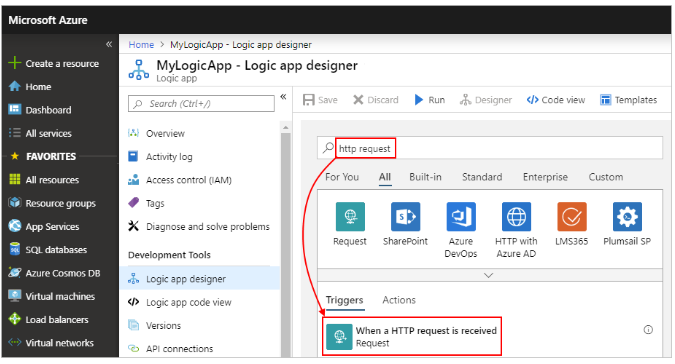 Microsoft Azure
«
Create a resource
Home
Dashboard
All services
FAVORITES
All resources
Resource groups
App Services
SQL databases
Azure Cosmos DB
Virtual machines
Load balancers
Virtual networks
Home > MyLogicApp - Logic app designer
MyLogicApp - Logic app designer
Logic app
Search (Ctrl+/)
«
Overview
Activity log
Access control (IAM)
Tags
Diagnose and solve problems
Development Tools
Logic app designer
Logic app code view
Versions
API connections
Save Discard Run Designer Code view Templates
http request
For You All Built-in Standard Enterprise Custom
Request SharePoint Azure DevOps HTTP with Azure AD LMS365 Plumsail SP
Triggers Actions
When a HTTP request is received
Request